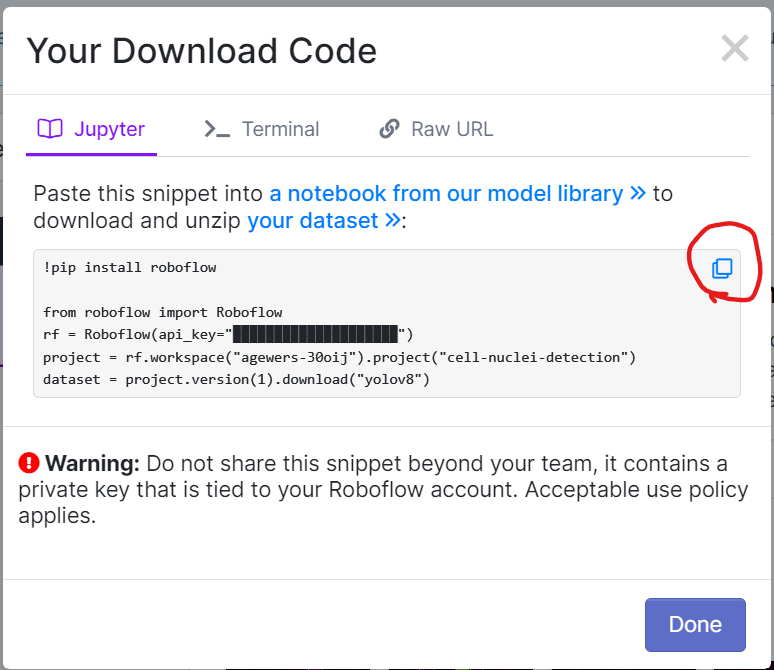 Your Download Code
Jupyter
Terminal
Raw URL
Paste this snippet into a notebook from our model library » to
download and unzip your dataset »:
!pip install roboflow
from roboflow import Roboflow
rf = Roboflow(api_key="████████████████████")
project = rf.workspace("agewers-30oij").project("cell-nuclei-detection")
dataset = project.version(1).download("yolov8")
Warning: Do not share this snippet beyond your team, it contains a
private key that is tied to your Roboflow account. Acceptable use policy
applies.
Done